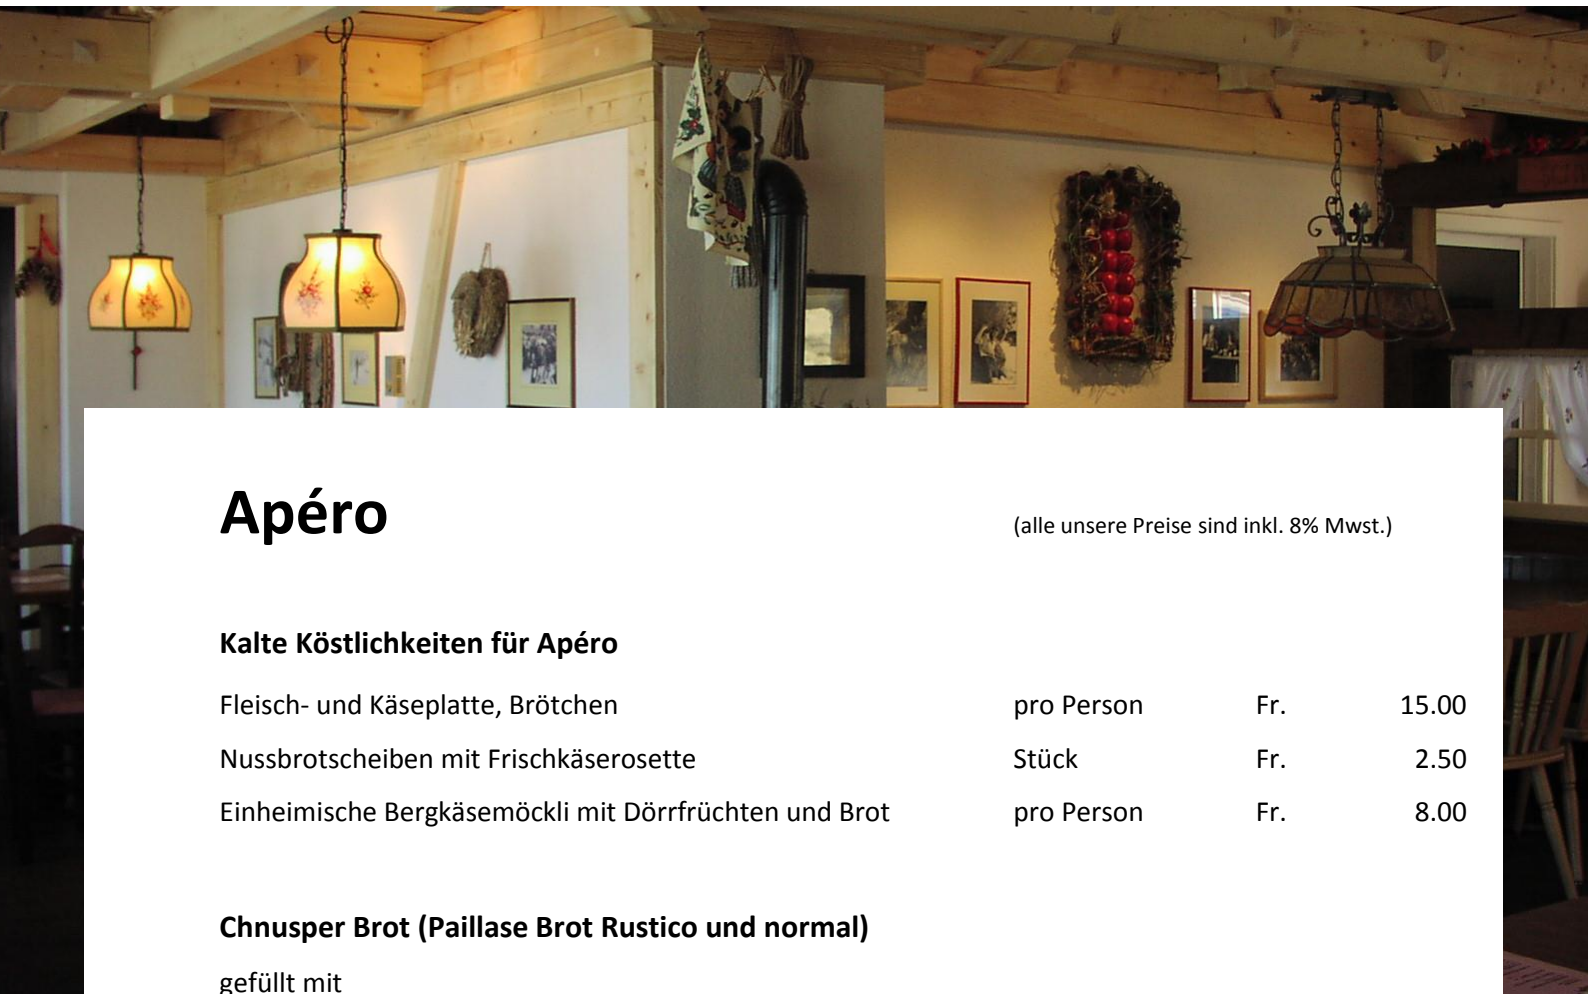 Apéro
(alle unsere Preise sind inkl. 8% Mwst.)
Kalte Köstlichkeiten für Apéro
Fleisch- und Käseplatte, Brötchen pro Person Fr. 15.00
Nussbrotscheiben mit Frischkäserosette Stück Fr. 2.50
Einheimische Bergkäsemöckli mit Dörrfrüchten und Brot pro Person Fr. 8.00
Chnusper Brot (Paillase Brot Rustico und normal)
gefüllt mit